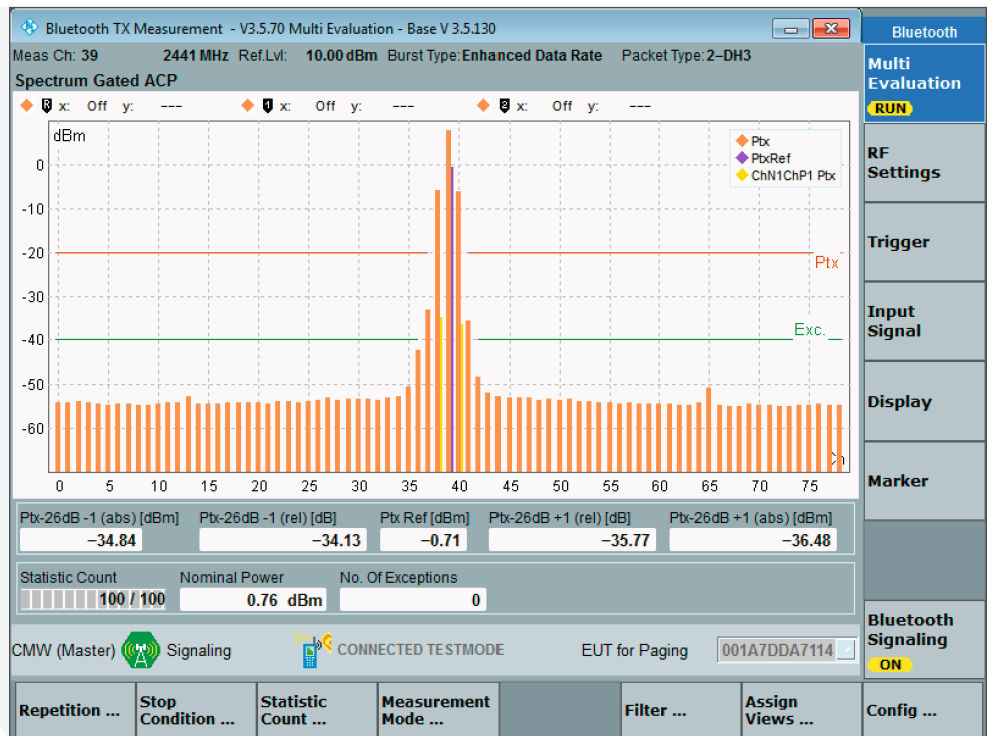 Bluetooth TX Measurement - V3.5.70 Multi Evaluation - Base V 3.5.130
Bluetooth
Meas Ch: 39 2441 MHz Ref.Lvl: 10.00 dBm Burst Type: Enhanced Data Rate Packet Type: 2-DH3
Spectrum Gated ACP
R x: Off y: --- 1 x: Off y: --- 2 x: Off y: ---
dBm
Ptx
PtxRef
ChN1ChP1 Ptx
0
-10
-20
-30
-40
-50
-60
Ptx
Exc.
Ch
0 5 10 15 20 25 30 35 40 45 50 55 60 65 70 75
Ptx-26dB -1 (abs) [dBm] Ptx-26dB -1 (rel) [dB] Ptx Ref [dBm] Ptx-26dB +1 (rel) [dB] Ptx-26dB +1 (abs) [dBm]
-34.84 -34.13 -0.71 -35.77 -36.48
Statistic Count Nominal Power No. Of Exceptions
100 / 100 0.76 dBm 0
CMW (Master) Signaling CONNECTED TESTMODE EUT for Paging 001A7DDA7114
Multi
Evaluation
RUN
RF
Settings
Trigger
Input
Signal
Display
Marker
Bluetooth
Signaling
ON
Repetition ...
Stop
Condition ...
Statistic
Count ...
Measurement
Mode ...
Filter ...
Assign
Views ...
Config ...